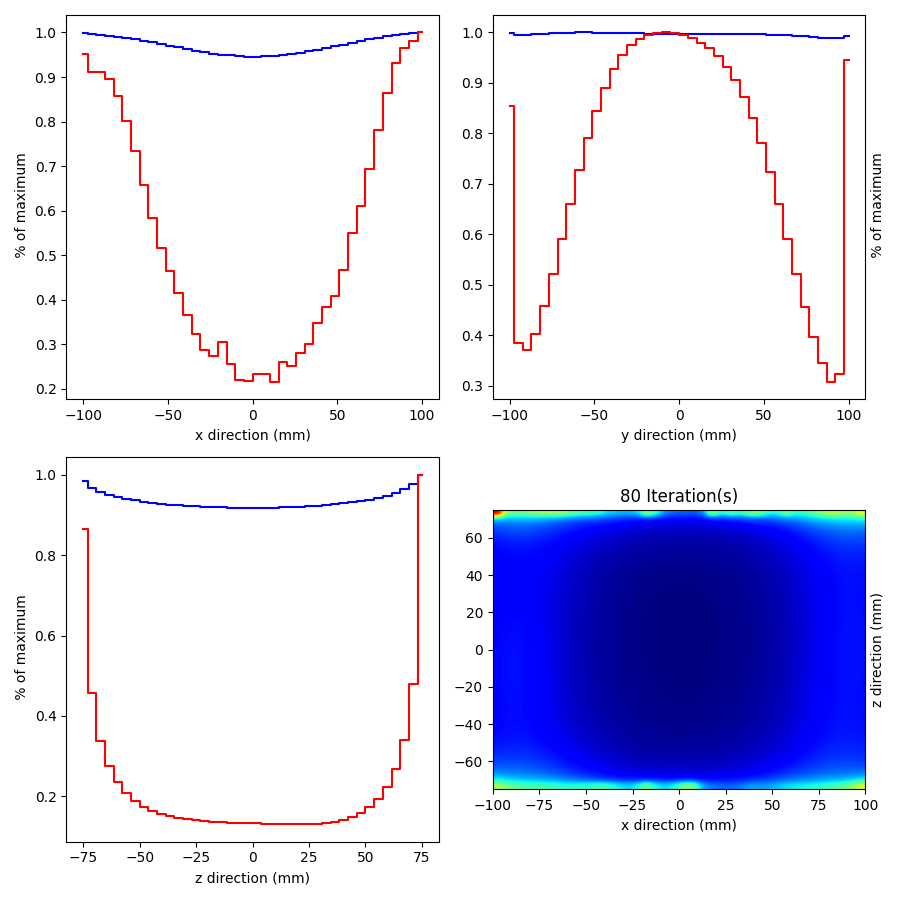 1.0
0.9
0.8
0.7
0.6
0.5
0.4
0.3
0.2
% of maximum
−100 −50 0 50 100
x direction (mm)
1.0
0.9
0.8
0.7
0.6
0.5
0.4
0.3
% of maximum
−100 −50 0 50 100
y direction (mm)
1.0
0.8
0.6
0.4
0.2
% of maximum
−75 −50 −25 0 25 50 75
z direction (mm)
80 Iteration(s)
60
40
20
0
−20
−40
−60
z direction (mm)
−100 −75 −50 −25 0 25 50 75 100
x direction (mm)